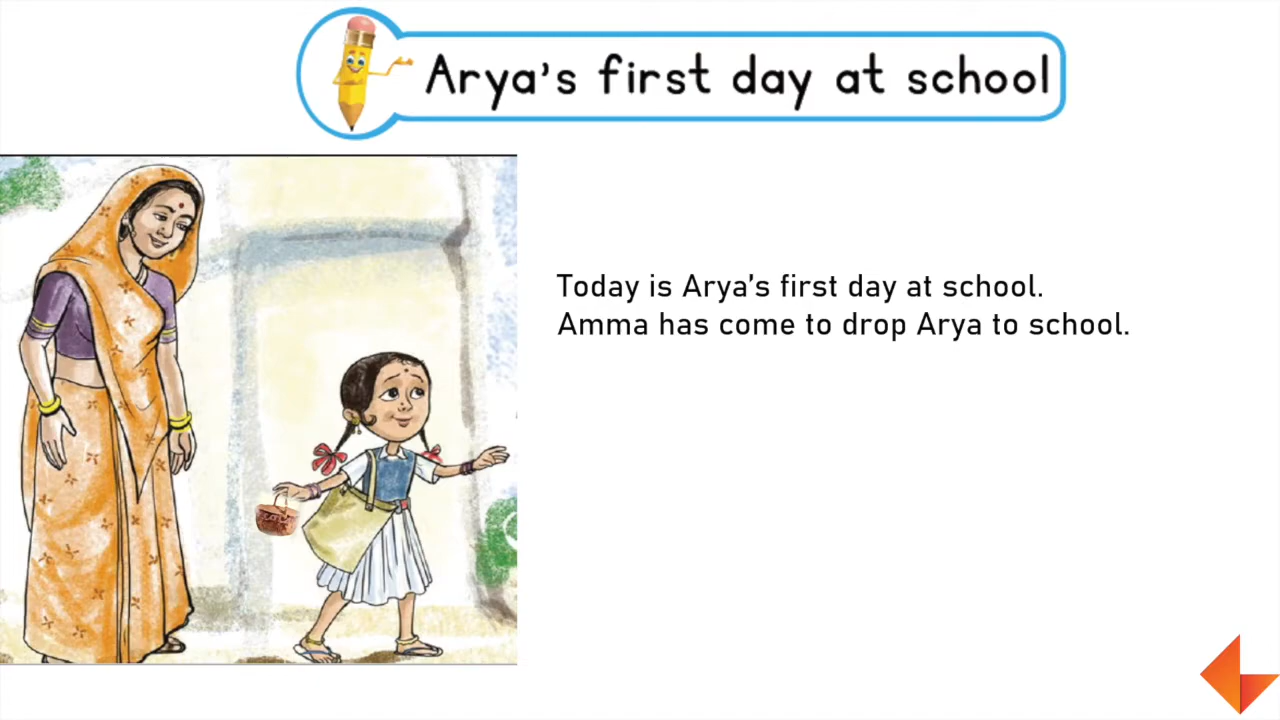 Arya's first day at school
Today is Arya's first day at school.
Amma has come to drop Arya to school.